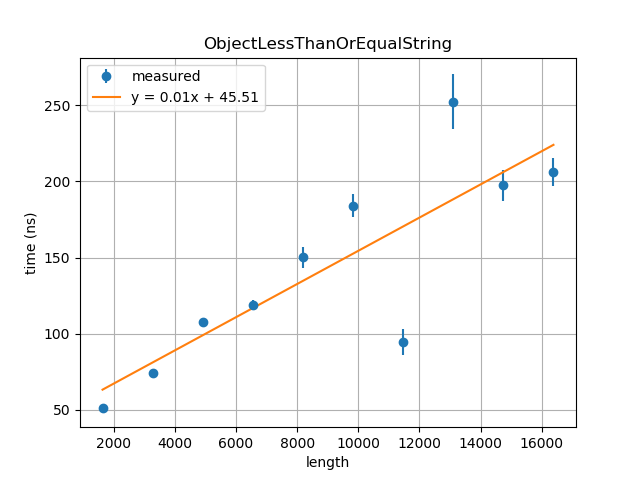 ObjectLessThanOrEqualString
measured
y = 0.01x + 45.51
250
200
150
100
50
time (ns)
2000 4000 6000 8000 10000 12000 14000 16000
length